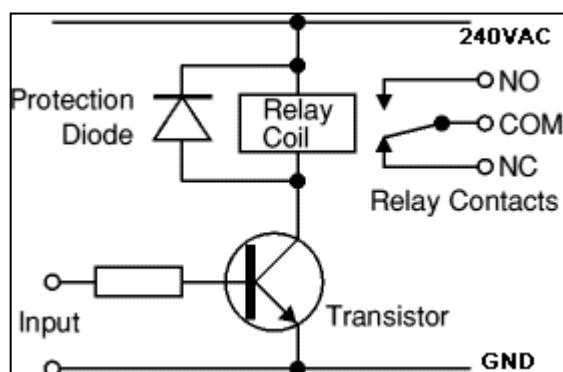 240VAC
Protection
Diode
Relay
Coil
NO
COM
NC
Relay Contacts
Input
Transistor
GND